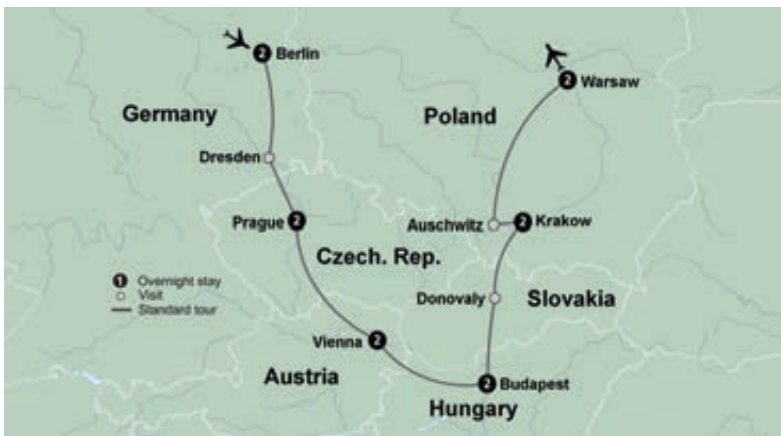 2 Berlin
2 Warsaw
Germany
Poland
Dresden
Prague 2
Auschwitz
2 Krakow
Czech. Rep.
1 Overnight stay
Visit
Standard tour
Donovaly
Slovakia
Vienna 2
Austria
2 Budapest
Hungary